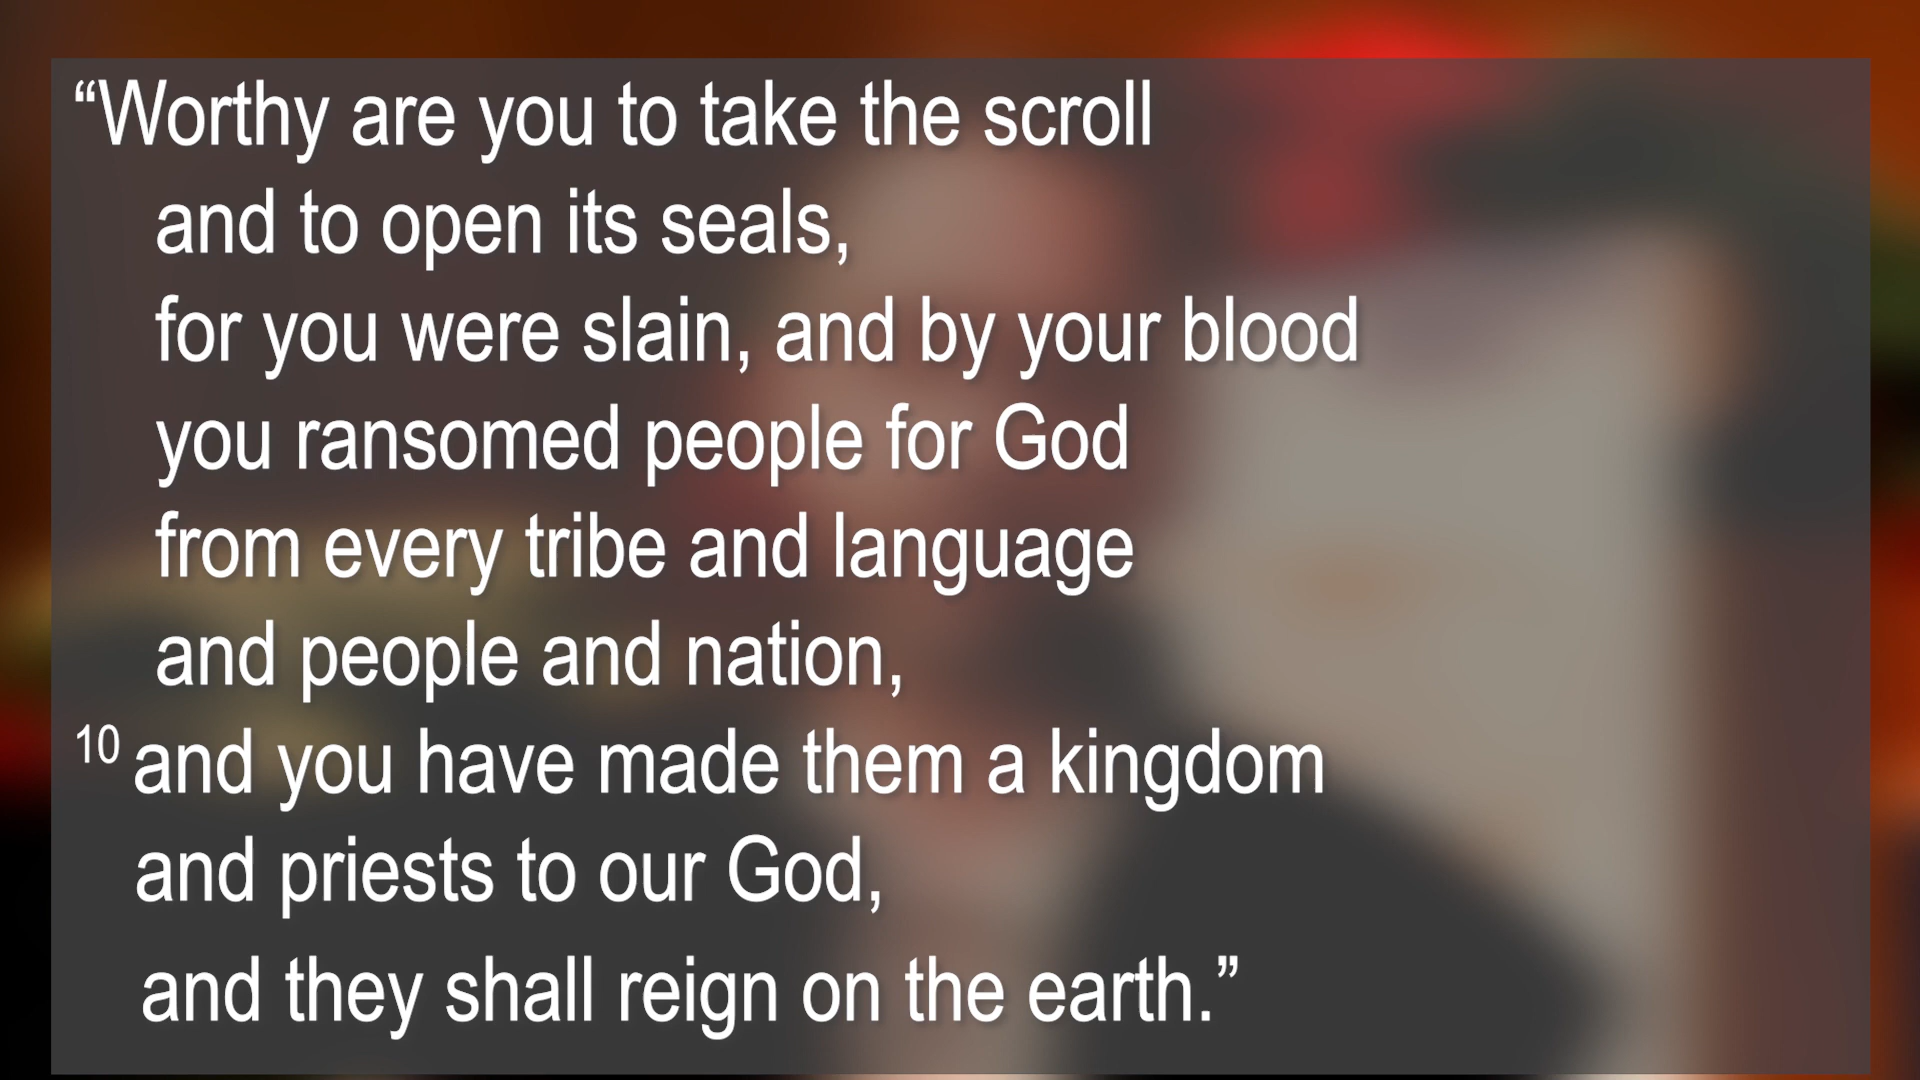 “Worthy are you to take the scroll
and to open its seals,
for you were slain, and by your blood
you ransomed people for God
from every tribe and language
and people and nation,
10 and you have made them a kingdom
and priests to our God,
and they shall reign on the earth.”